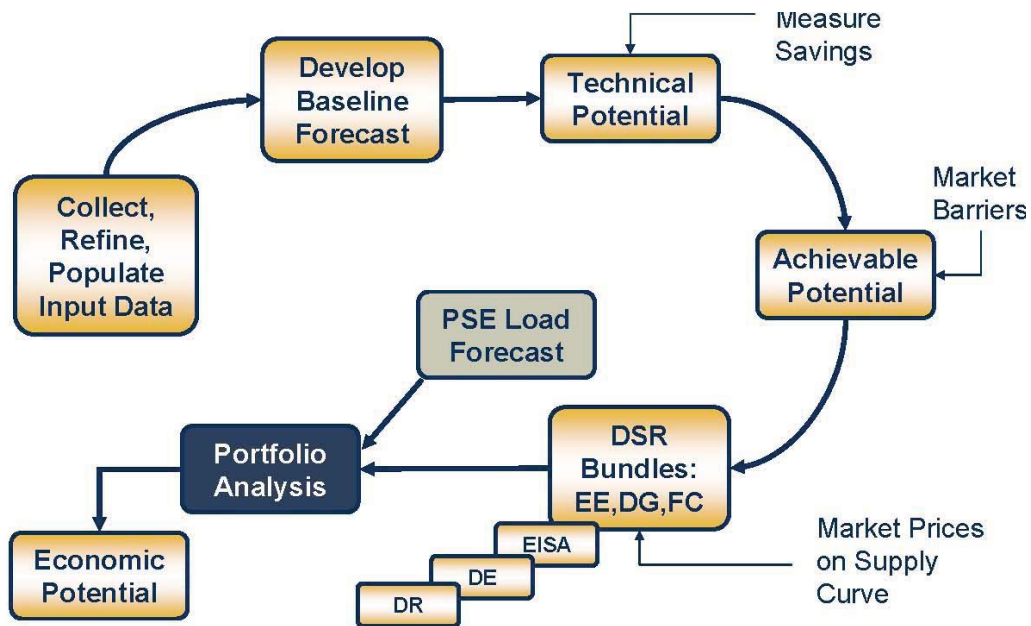 Measure
Savings
Develop
Baseline
Forecast
Technical
Potential
Collect,
Refine,
Populate
Input Data
Market
Barriers
Achievable
Potential
PSE Load
Forecast
DSR
Bundles:
EE,DG,FC
Portfolio
Analysis
EISA
DE
DR
Economic
Potential
Market Prices
on Supply
Curve